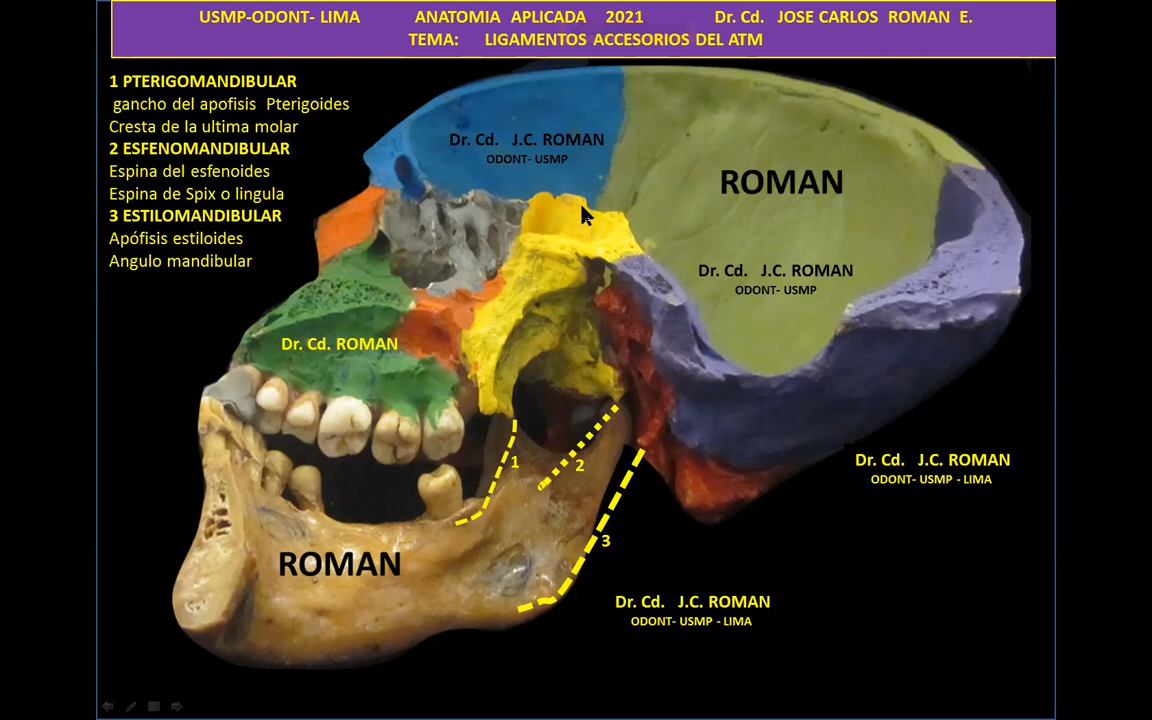 USMP-ODONT- LIMA ANATOMIA APLICADA 2021 Dr. Cd. JOSE CARLOS ROMAN E.
TEMA: LIGAMENTOS ACCESORIOS DEL ATM
1 PTERIGOMANDIBULAR
gancho del apofisis Pterigoides
Cresta de la ultima molar
2 ESFENOMANDIBULAR
Espina del esfenoides
Espina de Spix o lingula
3 ESTILOMANDIBULAR
Apófisis estiloides
Angulo mandibular
Dr. Cd. J.C. ROMAN
ODONT- USMP
ROMAN
Dr. Cd. J.C. ROMAN
ODONT- USMP
Dr. Cd. ROMAN
1
2
Dr. Cd. J.C. ROMAN
ODONT- USMP - LIMA
3
ROMAN
Dr. Cd. J.C. ROMAN
ODONT- USMP - LIMA